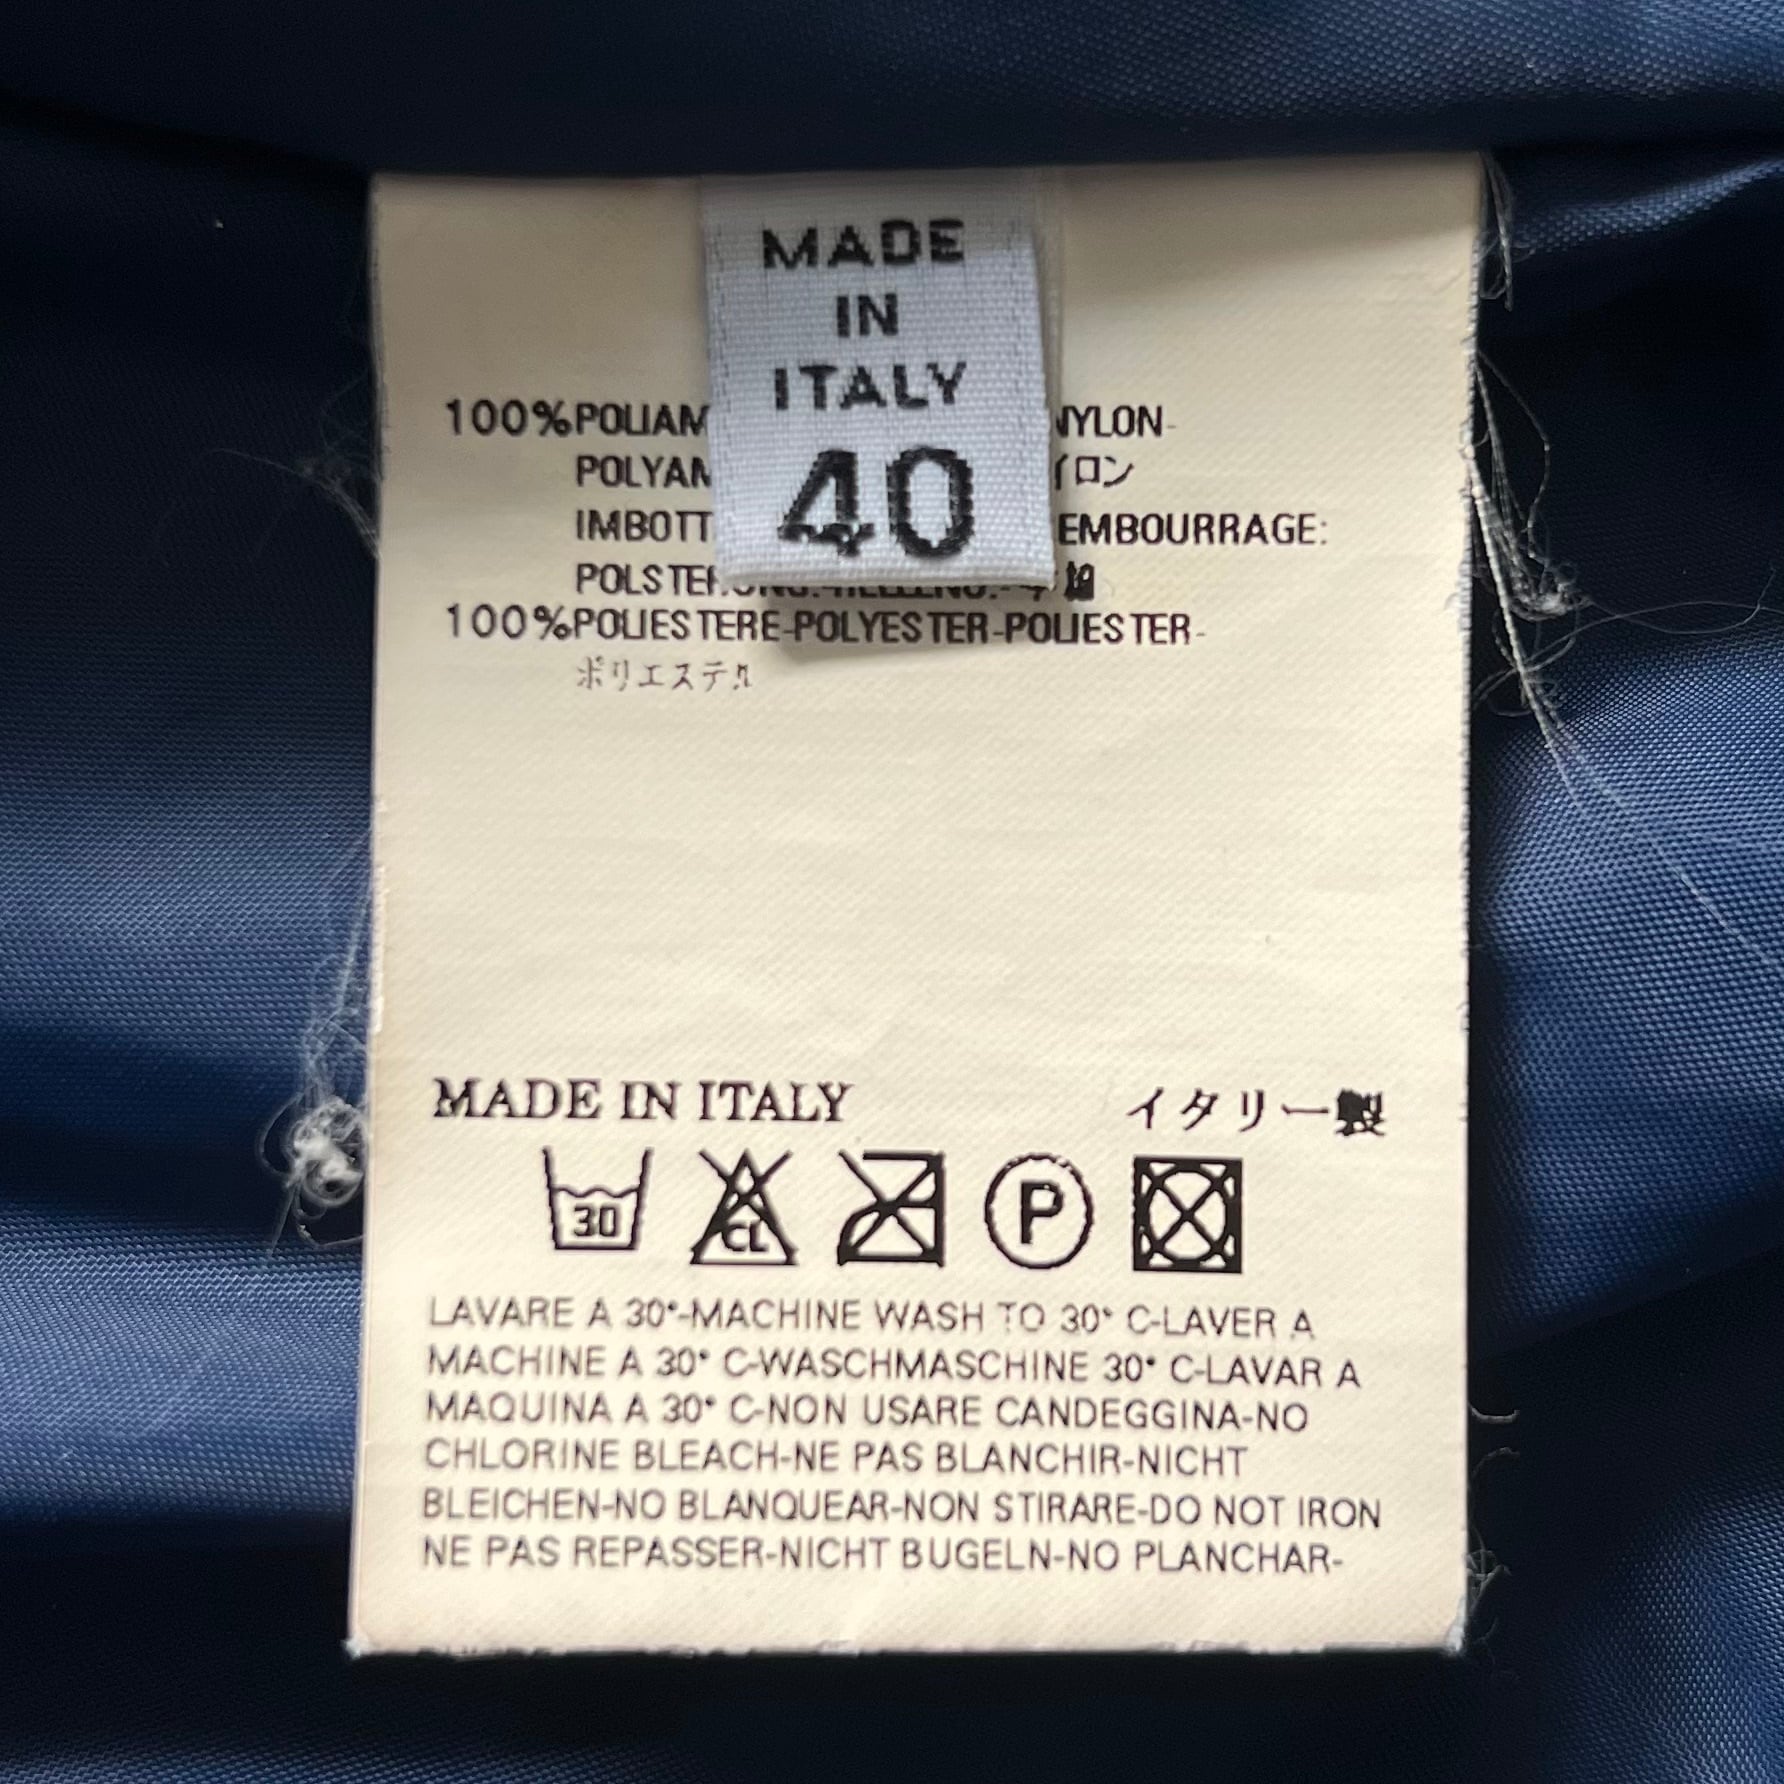 MADE
IN
ITALY
40
100%POLIAM NYLON-
POLYAM イロン
IMBOTT EMBOURRAGE:
100%POLIESTERE-POLYESTER-POLIESTER-
ポリエステル
MADE IN ITALY イタリー製
30 CL P
LAVARE A 30°-MACHINE WASH TO 30° C-LAVER A
MACHINE A 30° C-WASCHMASCHINE 30° C-LAVAR A
MAQUINA A 30° C-NON USARE CANDEGGINA-NO
CHLORINE BLEACH-NE PAS BLANCHIR-NICHT
BLEICHEN-NO BLANQUEAR-NON STIRARE-DO NOT IRON
NE PAS REPASSER-NICHT BUGELN-NO PLANCHAR-